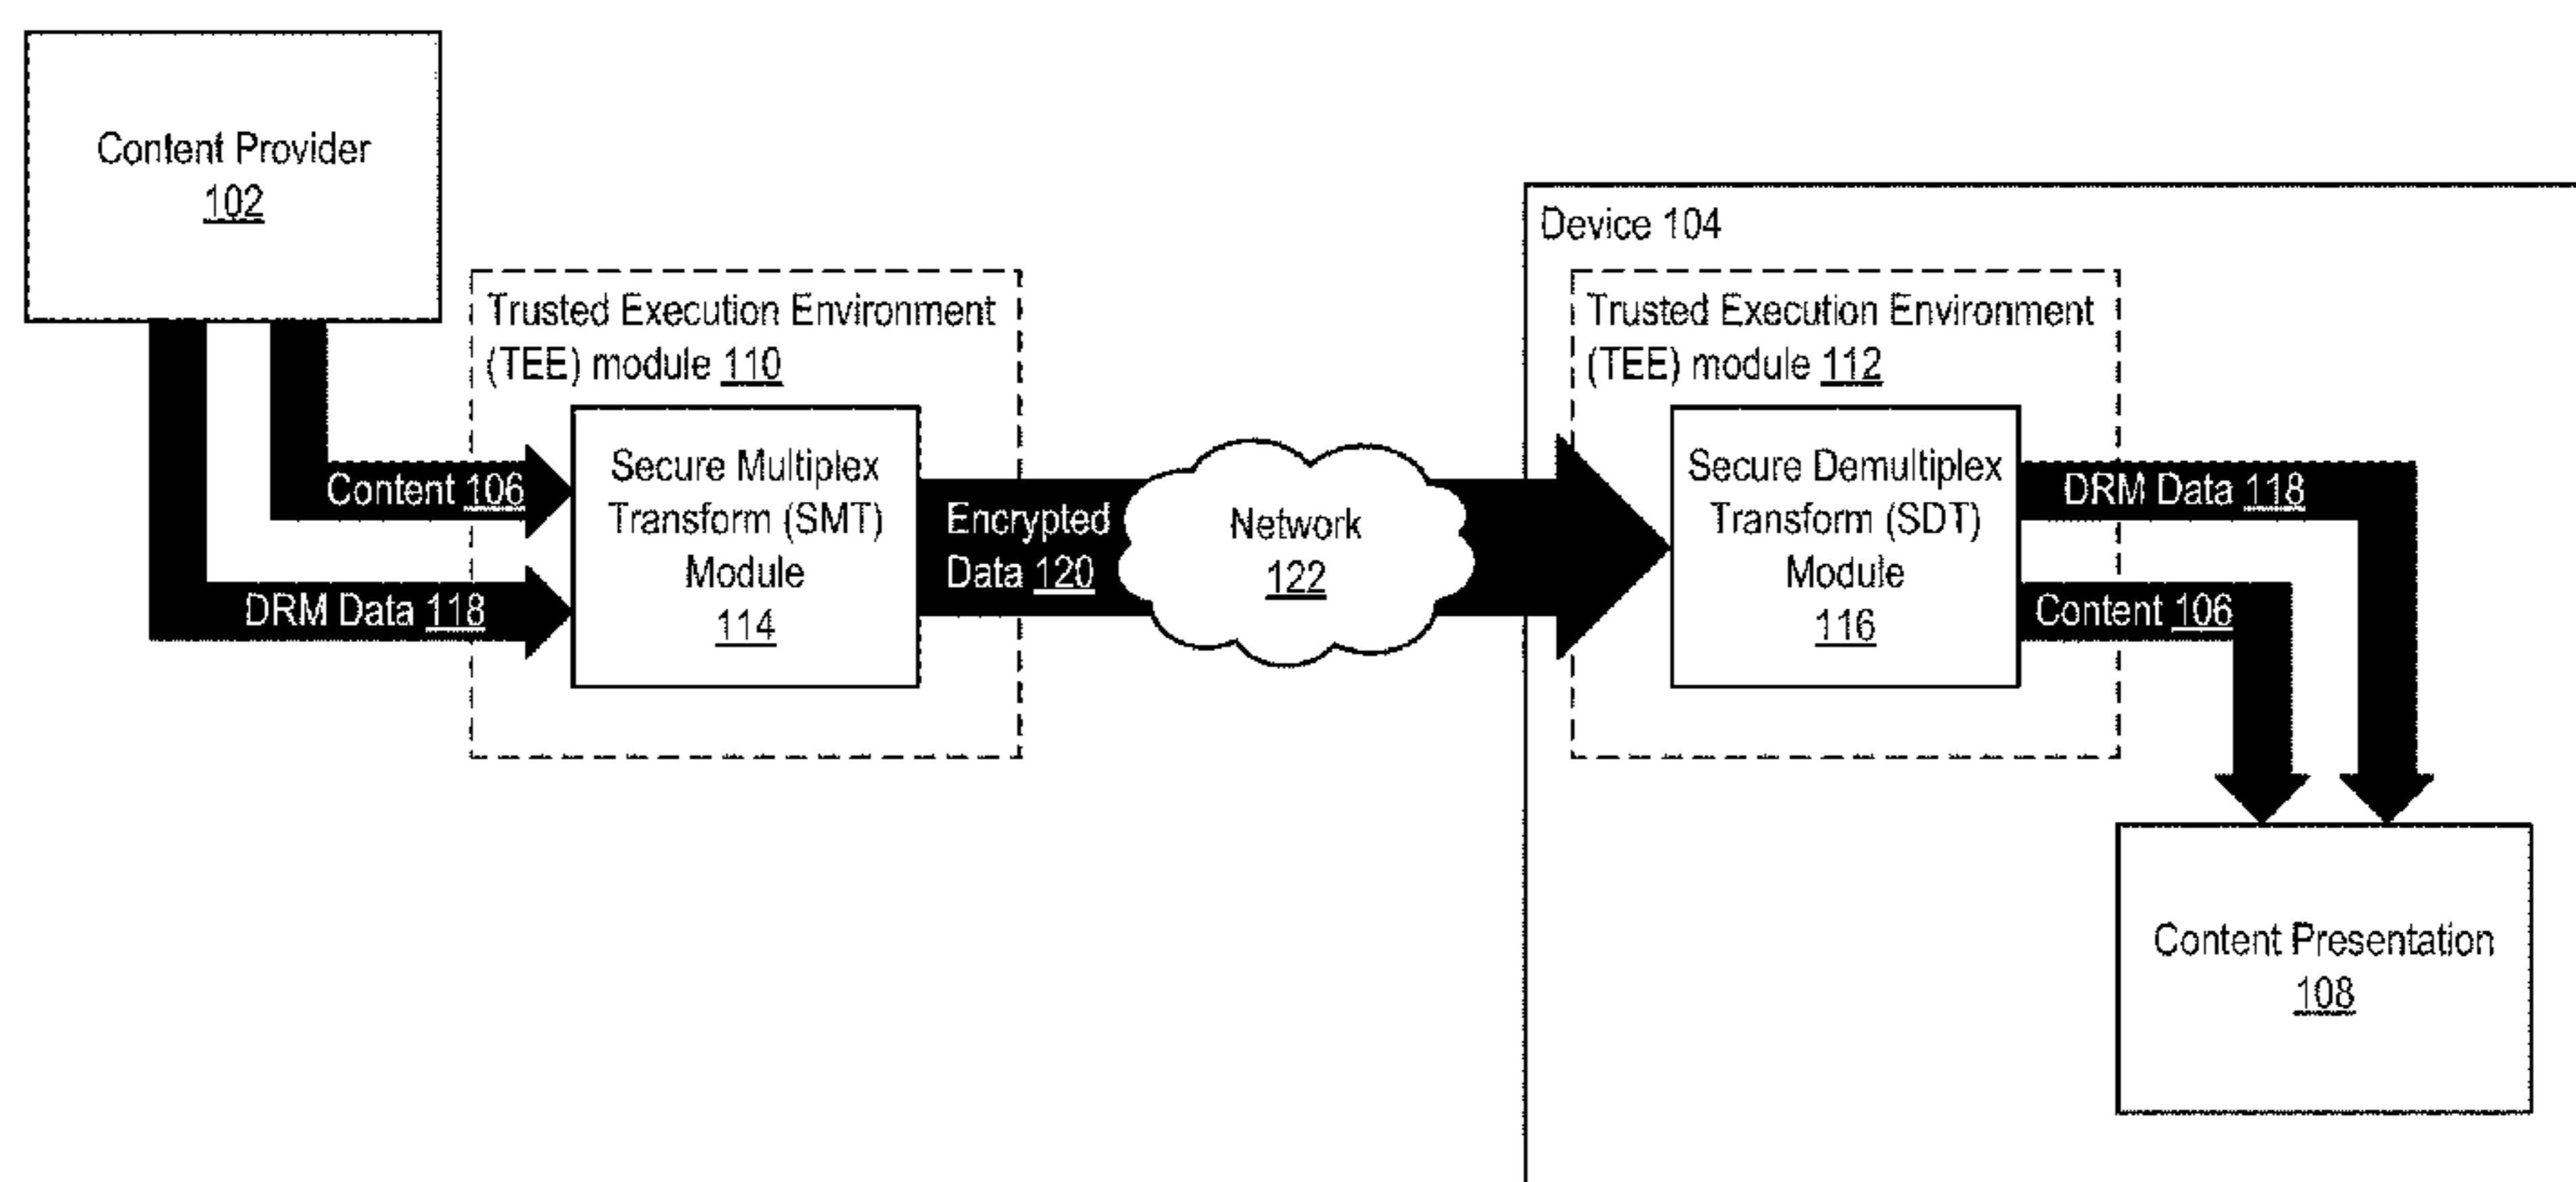 Content Provider
102
Trusted Execution Environment
(TEE) module 110
Content 106
DRM Data 118
Secure Multiplex
Transform (SMT)
Module
114
Encrypted
Data 120
Network
122
Device 104
Trusted Execution Environment
(TEE) module 112
Secure Demultiplex
Transform (SDT)
Module
116
DRM Data 118
Content 106
Content Presentation
108